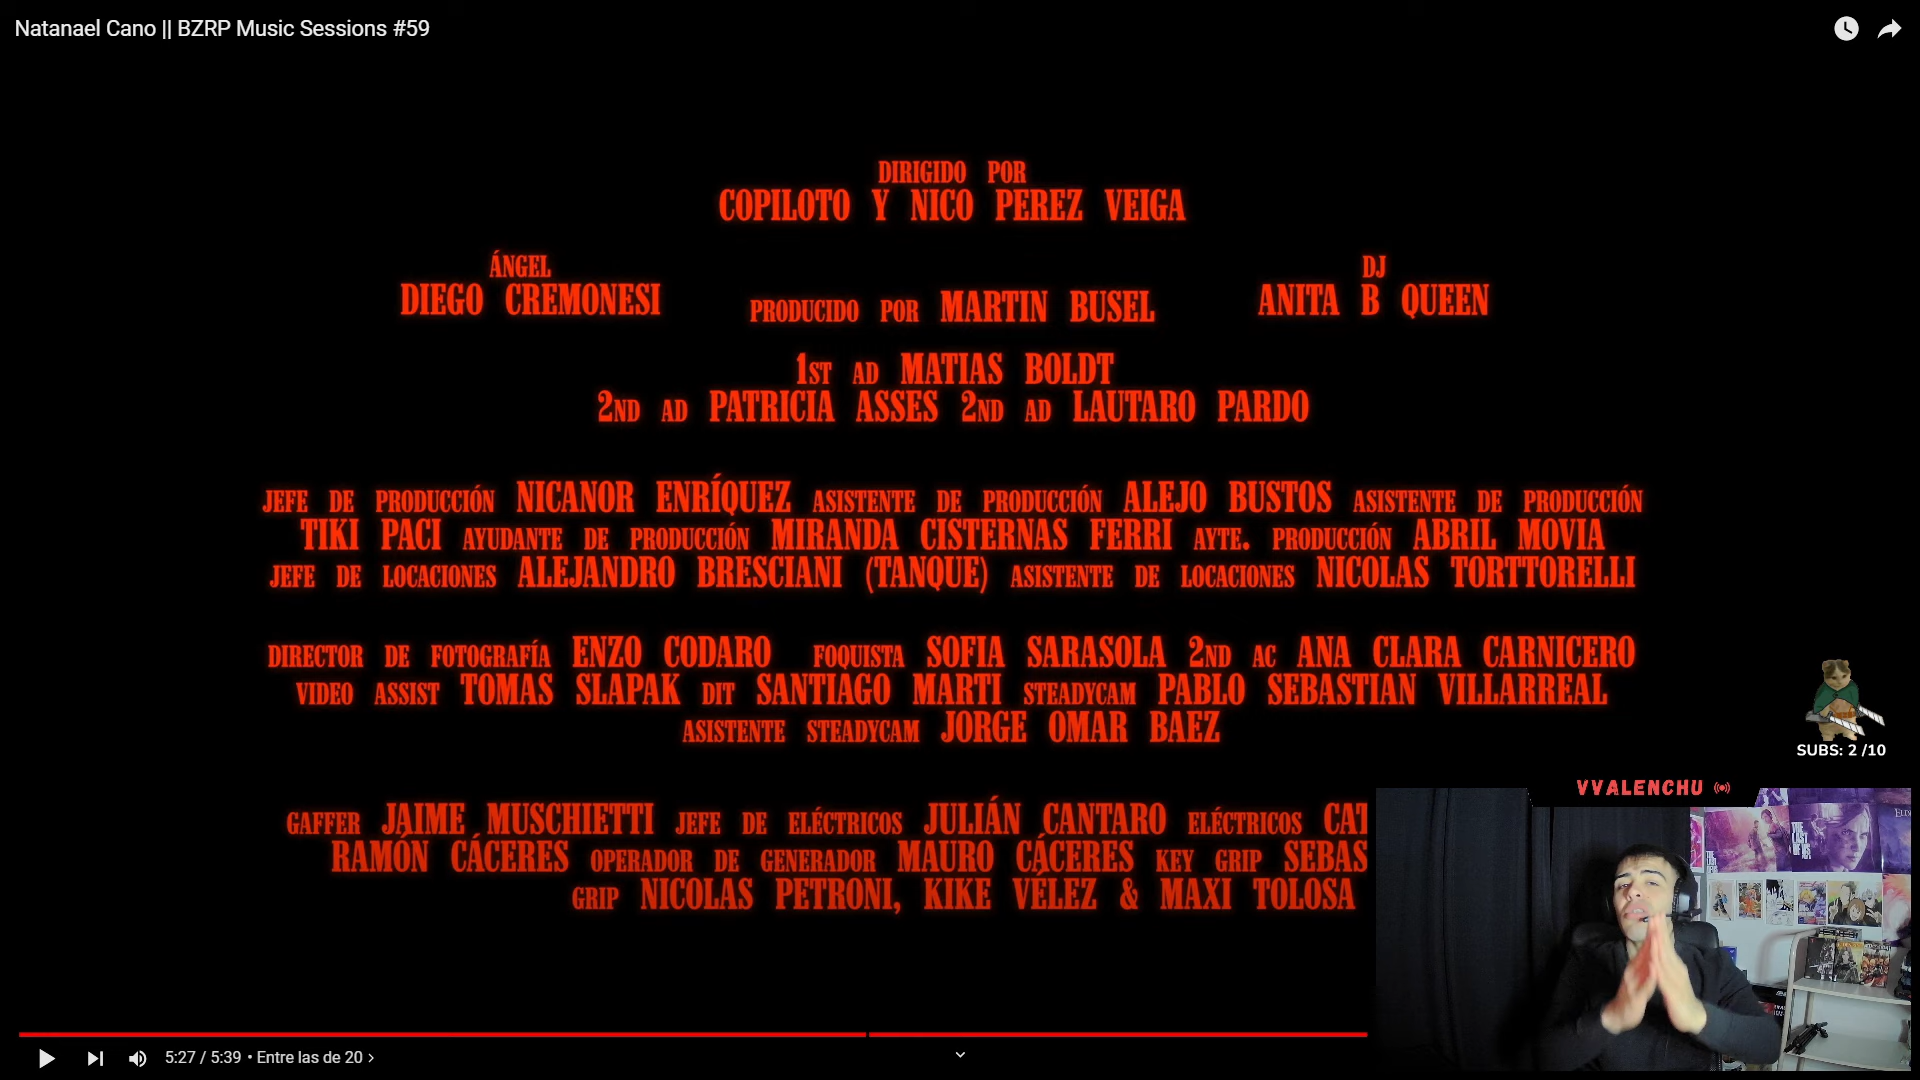 Natanael Cano || BZRP Music Sessions #59
DIRIGIDO POR
COPILOTO Y NICO PEREZ VEIGA
ÁNGEL
DIEGO CREMONESI
PRODUCIDO POR MARTIN BUSEL
DJ
ANITA B QUEEN
1ST AD MATIAS BOLDT
2ND AD PATRICIA ASSES 2ND AD LAUTARO PARDO
JEFE DE PRODUCCIÓN NICANOR ENRÍQUEZ ASISTENTE DE PRODUCCIÓN ALEJO BUSTOS ASISTENTE DE PRODUCCIÓN
TIKI PACI AYUDANTE DE PRODUCCIÓN MIRANDA CISTERNAS FERRI AYTE. PRODUCCIÓN ABRIL MOVIA
JEFE DE LOCACIONES ALEJANDRO BRESCIANI (TANQUE) ASISTENTE DE LOCACIONES NICOLAS TORTTORELLI
DIRECTOR DE FOTOGRAFÍA ENZO CODARO FOQUISTA SOFIA SARASOLA 2ND AC ANA CLARA CARNICERO
VIDEO ASSIST TOMAS SLAPAK DIT SANTIAGO MARTI STEADYCAM PABLO SEBASTIAN VILLARREAL
ASISTENTE STEADYCAM JORGE OMAR BAEZ
GAFFER JAIME MUSCHIETTI JEFE DE ELÉCTRICOS JULIÁN CANTARO ELÉCTRICOS CAT
RAMÓN CÁCERES OPERADOR DE GENERADOR MAURO CÁCERES KEY GRIP SEBAS
GRIP NICOLAS PETRONI, KIKE VÉLEZ & MAXI TOLOSA
SUBS: 2 /10
VVALENCHU
THE LAST OF US
5:27 / 5:39 • Entre las de 20 ›